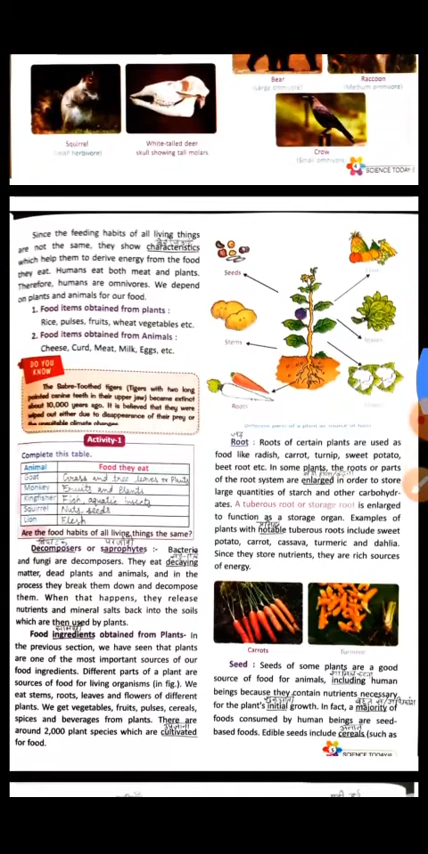 Squirrel
White-tailed deer
skull showing tall molars
Bear
(Large omnivore)
Raccoon
(Medium omnivore)
Crow
(Small omnivore)
SCIENCE TODAY-5
Since the feeding habits of all living things
are not the same, they show characteristics
which help them to derive energy from the food
they eat. Humans eat both meat and plants.
Therefore, humans are omnivores. We depend
on plants and animals for our food.
1. Food items obtained from plants :
Rice, pulses, fruits, wheat vegetables etc.
2. Food items obtained from Animals :
Cheese, Curd, Meat, Milk, Eggs, etc.
DO YOU
KNOW
The Sabre-Toothed tigers (Tigers with two long
pointed canine teeth in their upper jaw) became extinct
about 10,000 years ago. It is believed that they were
wiped out either due to disappearance of their prey or
the unsuitable climate changes.
Activity-1
Complete this table.
Animal Food they eat
Goat Grass and tree leaves or Plants
Monkey Fruits and Plants
Kingfisher Fish, aquatic insects
Squirrel Nuts, seeds
Lion Flesh
Are the food habits of all living things the same?
Decomposers or saprophytes :- Bacteria
and fungi are decomposers. They eat decaying
matter, dead plants and animals, and in the
process they break them down and decompose
them. When that happens, they release
nutrients and mineral salts back into the soils
which are then used by plants.
Food ingredients obtained from Plants- In
the previous section, we have seen that plants
are one of the most important sources of our
food ingredients. Different parts of a plant are
sources of food for living organisms (in fig.). We
eat stems, roots, leaves and flowers of different
plants. We get vegetables, fruits, pulses, cereals,
spices and beverages from plants. There are
around 2,000 plant species which are cultivated
for food.
Seeds
Stems
Roots
Different parts of a plant as source of food
Root : Roots of certain plants are used as
food like radish, carrot, turnip, sweet potato,
beet root etc. In some plants, the roots or parts
of the root system are enlarged in order to store
large quantities of starch and other carbohydr-
ates. A tuberous root or storage root is enlarged
to function as a storage organ. Examples of
plants with notable tuberous roots include sweet
potato, carrot, cassava, turmeric and dahlia.
Since they store nutrients, they are rich sources
of energy.
Carrots
Turmeric
Seed : Seeds of some plants are a good
source of food for animals, including human
beings because they contain nutrients necessary
for the plant's initial growth. In fact, a majority of
foods consumed by human beings are seed-
based foods. Edible seeds include cereals (such as
SCIENCE TODAY-5